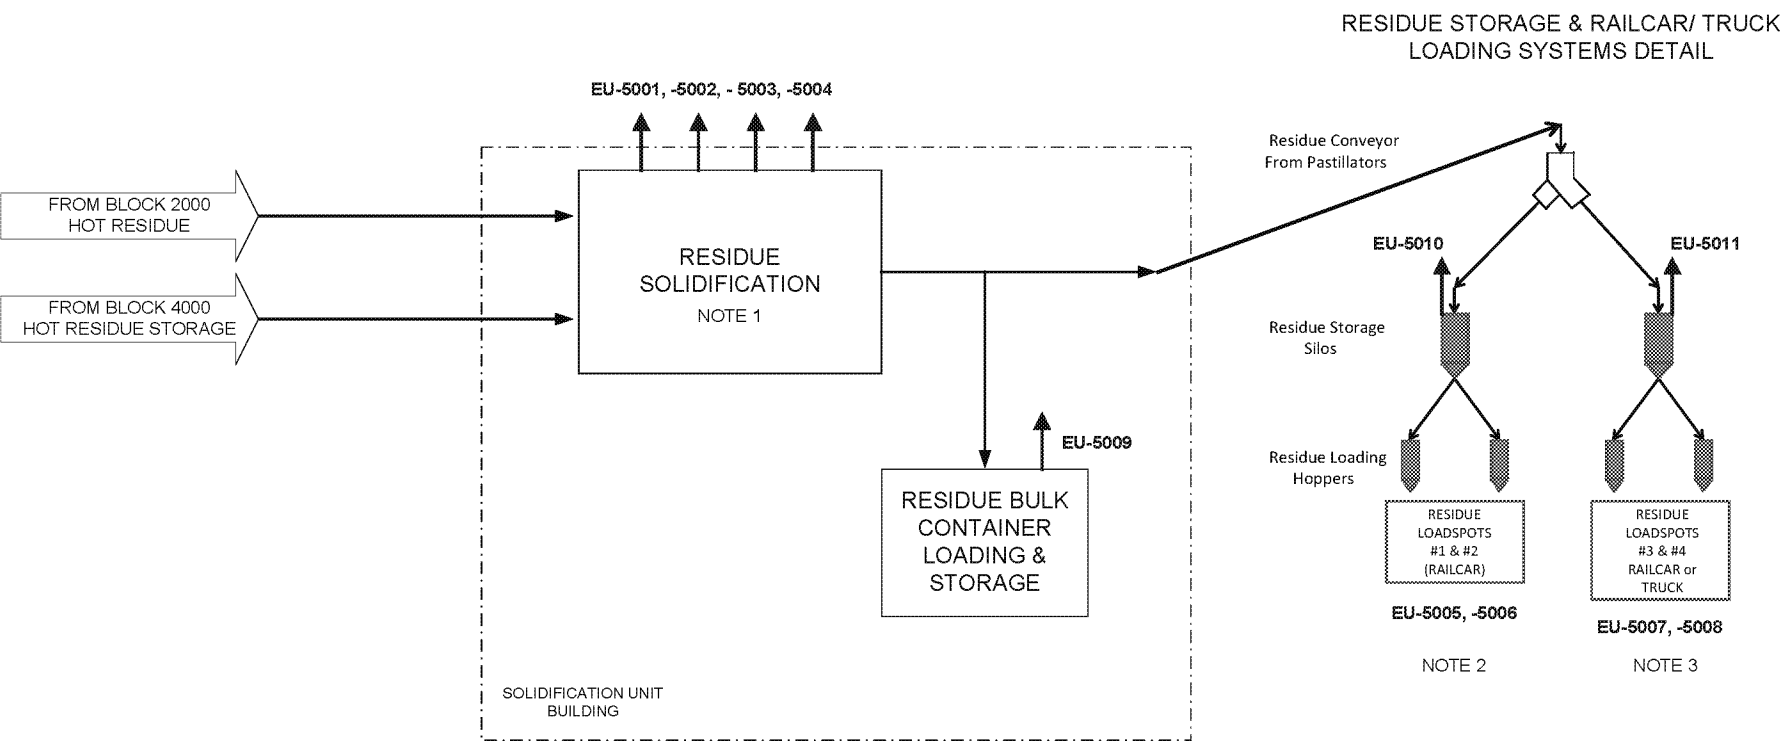 RESIDUE STORAGE & RAILCAR/ TRUCK
LOADING SYSTEMS DETAIL
EU-5001, -5002, - 5003, -5004
Residue Conveyor
From Pastillators
FROM BLOCK 2000
HOT RESIDUE
RESIDUE
SOLIDIFICATION
NOTE 1
FROM BLOCK 4000
HOT RESIDUE STORAGE
EU-5010
EU-5011
Residue Storage
Silos
EU-5009
Residue Loading
Hoppers
RESIDUE BULK
CONTAINER
LOADING &
STORAGE
RESIDUE
LOADSPOTS
#1 & #2
(RAILCAR)
RESIDUE
LOADSPOTS
#3 & #4
RAILCAR or
TRUCK
EU-5005, -5006
EU-5007, -5008
NOTE 2
NOTE 3
SOLIDIFICATION UNIT
BUILDING